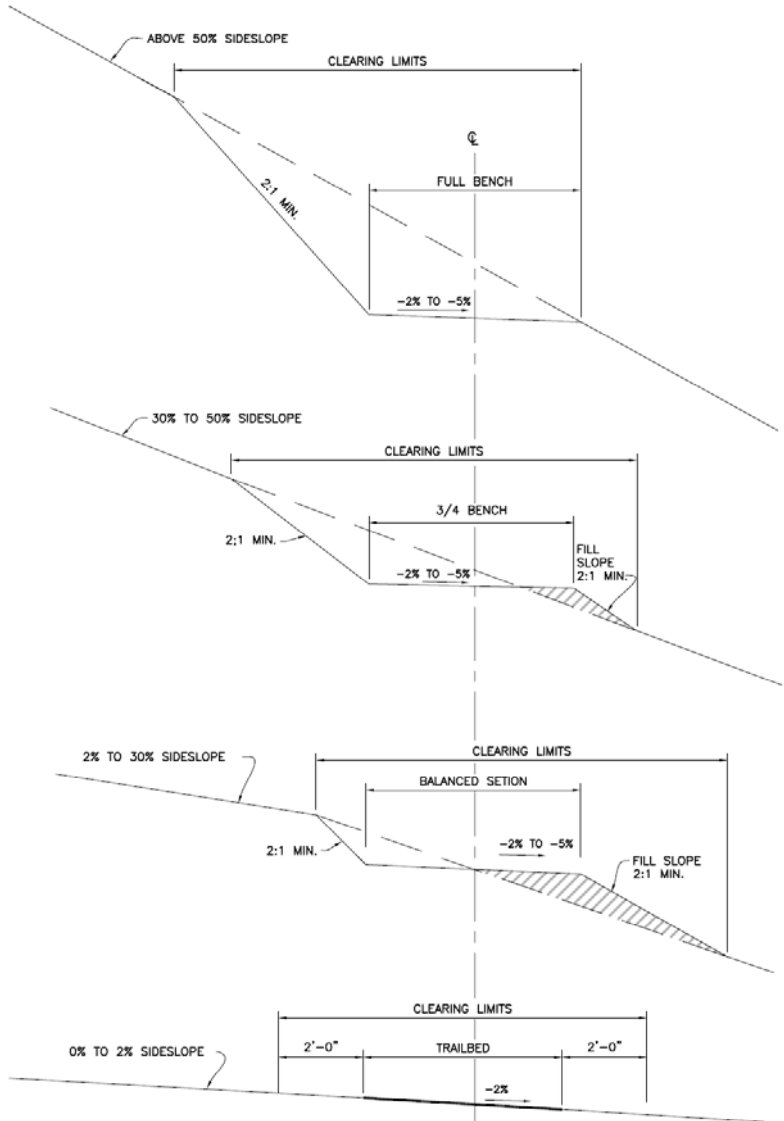 ABOVE 50% SIDESLOPE
CLEARING LIMITS
℄
FULL BENCH
2:1 MIN.
-2% TO -5%
30% TO 50% SIDESLOPE
CLEARING LIMITS
3/4 BENCH
2;1 MIN.
-2% TO -5%
FILL
SLOPE
2:1 MIN.
2% TO 30% SIDESLOPE
CLEARING LIMITS
BALANCED SETION
-2% TO -5%
2:1 MIN.
FILL SLOPE
2:1 MIN.
CLEARING LIMITS
0% TO 2% SIDESLOPE
2'-0"
TRAILBED
2'-0"
-2%